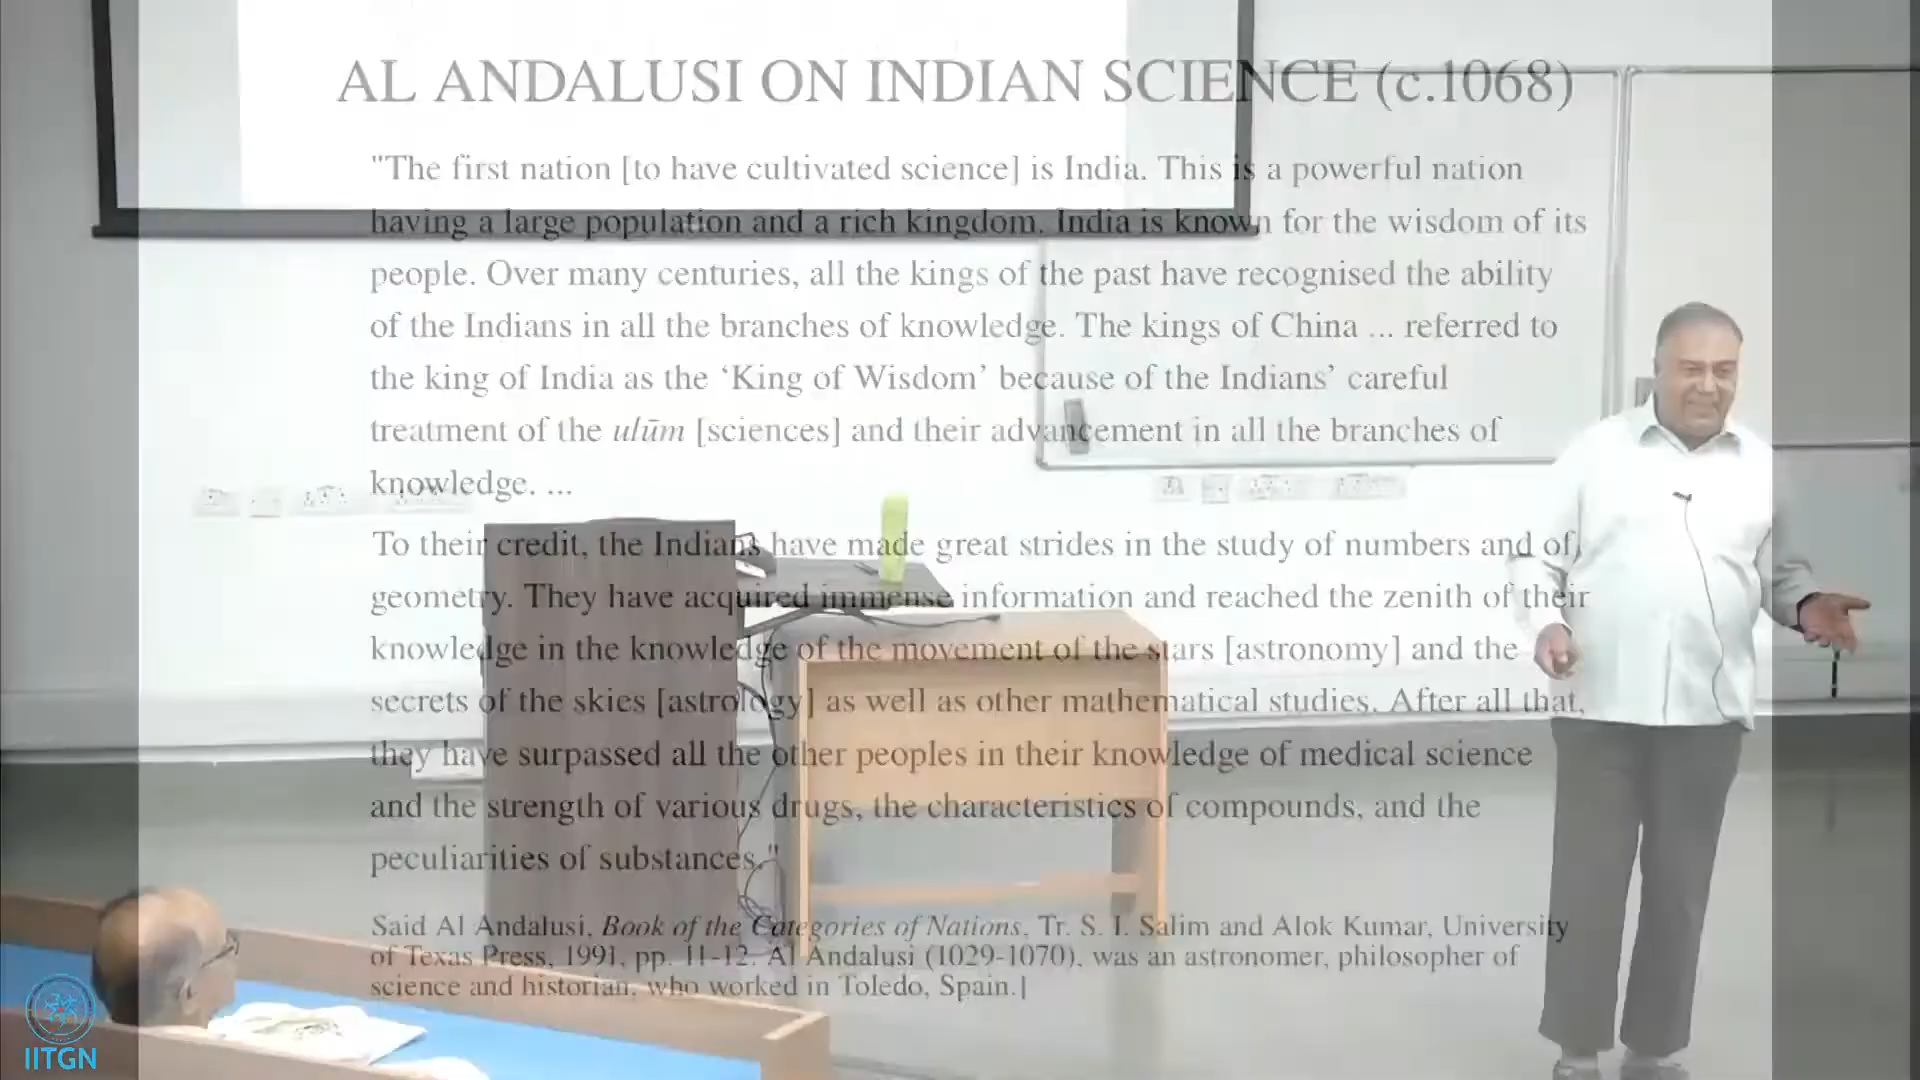 AL ANDALUSI ON INDIAN SCIENCE (c.1068)
"The first nation [to have cultivated science] is India. This is a powerful nation
having a large population and a rich kingdom. India is known for the wisdom of its
people. Over many centuries, all the kings of the past have recognised the ability
of the Indians in all the branches of knowledge. The kings of China ... referred to
the king of India as the ‘King of Wisdom’ because of the Indians’ careful
treatment of the ulūm [sciences] and their advancement in all the branches of
knowledge. ...
To their credit, the Indians have made great strides in the study of numbers and of
geometry. They have acquired immense information and reached the zenith of their
knowledge in the knowledge of the movement of the stars [astronomy] and the
secrets of the skies [astrology] as well as other mathematical studies. After all that,
they have surpassed all the other peoples in their knowledge of medical science
and the strength of various drugs, the characteristics of compounds, and the
peculiarities of substances."
Said Al Andalusi, Book of the Categories of Nations, Tr. S. I. Salim and Alok Kumar, University
of Texas Press, 1991, pp. 11-12. Al Andalusi (1029-1070), was an astronomer, philosopher of
science and historian, who worked in Toledo, Spain.]
IITGN